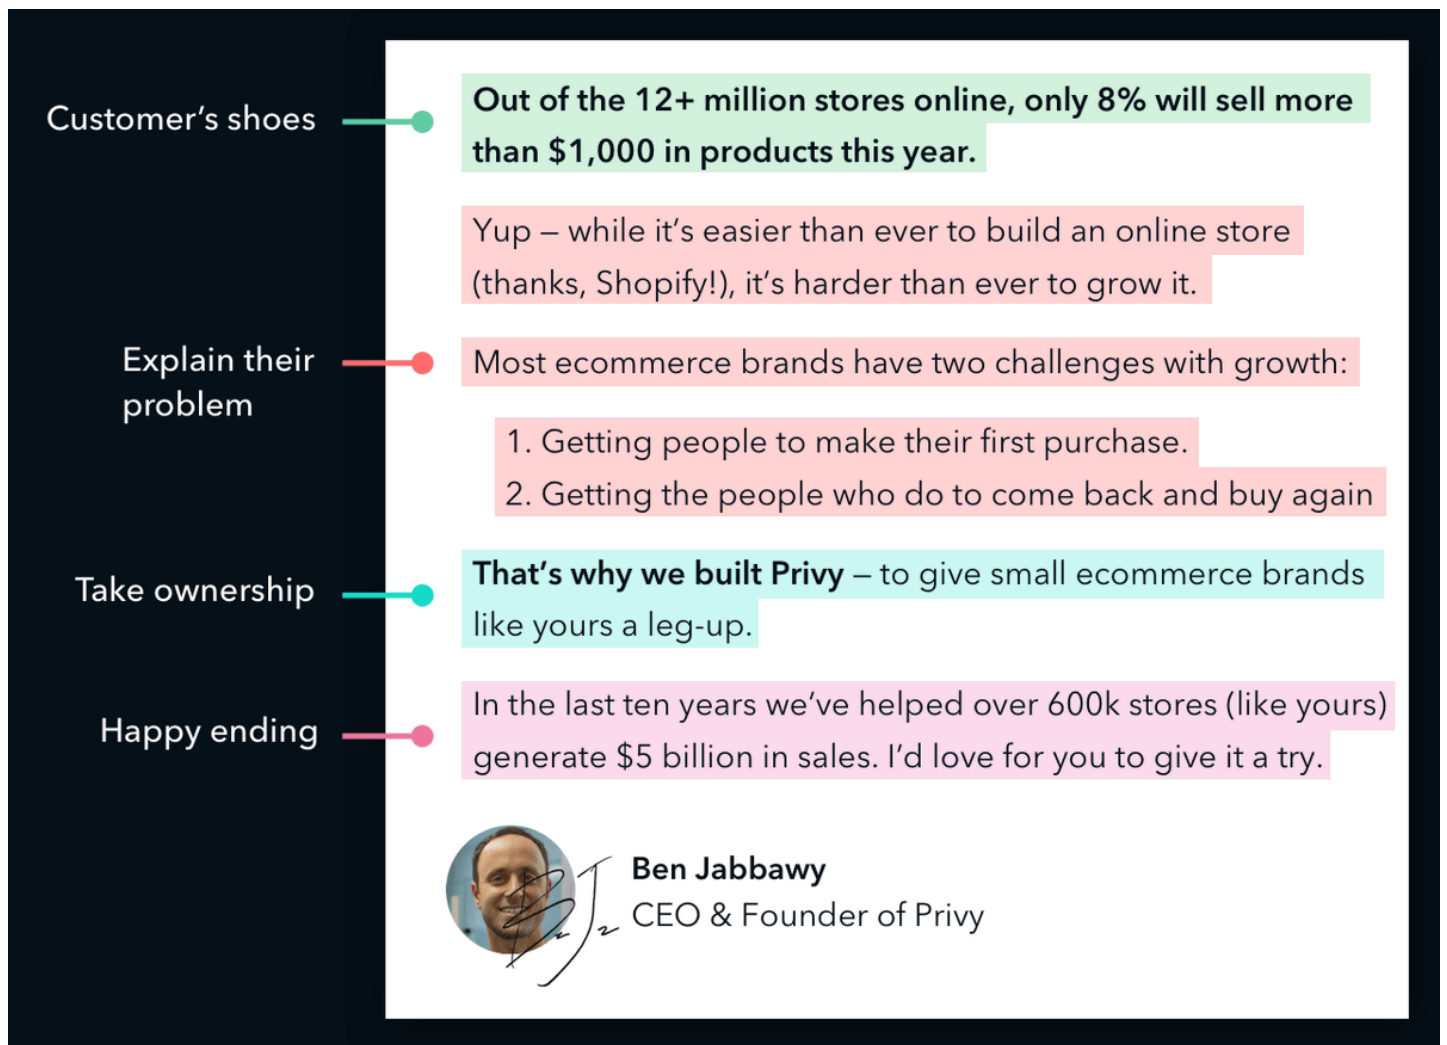 Customer’s shoes
Out of the 12+ million stores online, only 8% will sell more
than $1,000 in products this year.
Yup – while it’s easier than ever to build an online store
(thanks, Shopify!), it’s harder than ever to grow it.
Explain their
problem
Most ecommerce brands have two challenges with growth:
1. Getting people to make their first purchase.
2. Getting the people who do to come back and buy again
Take ownership
That’s why we built Privy – to give small ecommerce brands
like yours a leg-up.
Happy ending
In the last ten years we’ve helped over 600k stores (like yours)
generate $5 billion in sales. I’d love for you to give it a try.
Ben Jabbawy
CEO & Founder of Privy